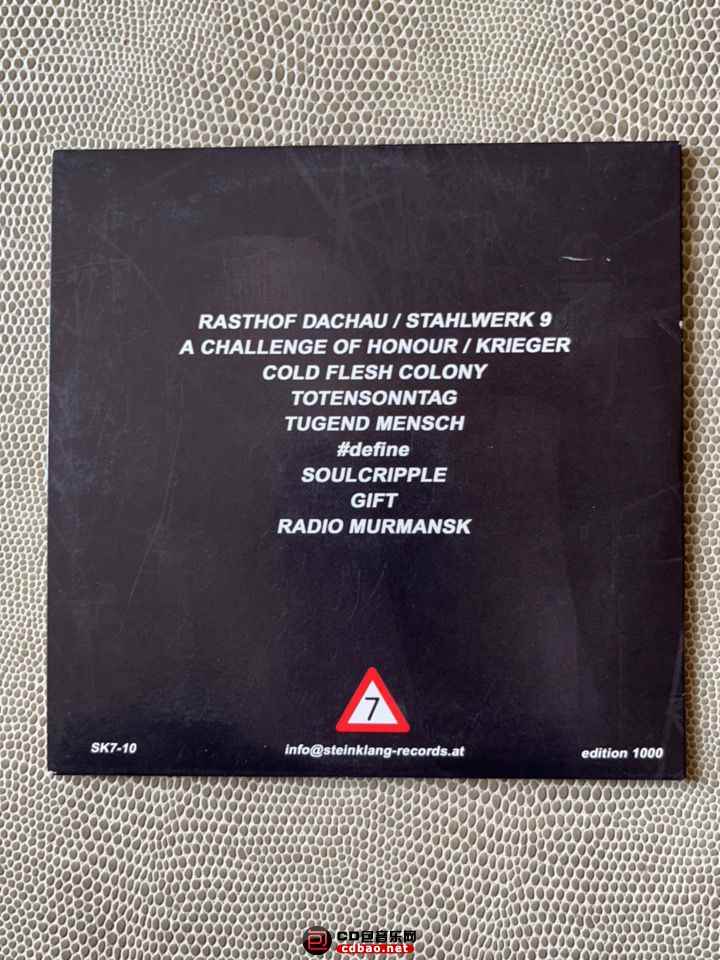 RASTHOF DACHAU / STAHLWERK 9
A CHALLENGE OF HONOUR / KRIEGER
COLD FLESH COLONY
TOTENSONNTAG
TUGEND MENSCH
#define
SOULCRIPPLE
GIFT
RADIO MURMANSK
7
SK7-10 info@steinklang-records.at edition 1000
CD包音乐网
cdbao.net